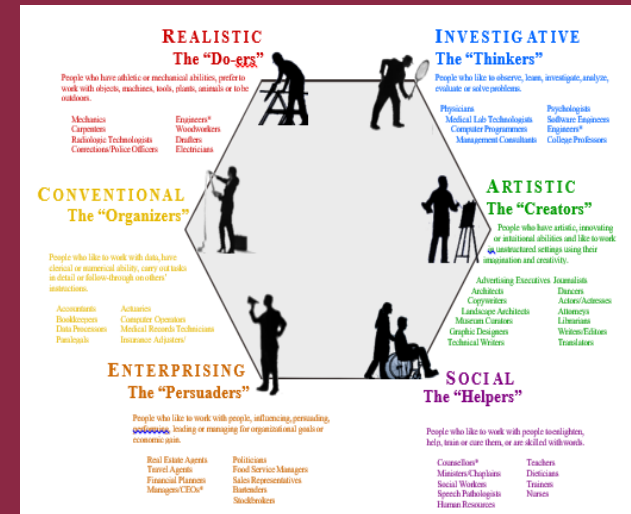 REALISTIC
The “Do-ers”
People who have athletic or mechanical abilities, prefer to
work with objects, machines, tools, plants, animals or to be
outdoors.
Mechanics
Carpenters
Radiologic Technologists
Corrections/Police Officers
Engineers*
Woodworkers
Drafters
Electricians
INVESTIGATIVE
The “Thinkers”
People who like to observe, learn, investigate, analyze,
evaluate or solve problems.
Physicians
Medical Lab Technologists
Computer Programmers
Management Consultants
Psychologists
Software Engineers
Engineers*
College Professors
CONVENTIONAL
The “Organizers”
People who like to work with data, have
clerical or numerical ability, carry out tasks
in detail or follow-through on others’
instructions.
Accountants
Bookkeepers
Data Processors
Paralegals
Actuaries
Computer Operators
Medical Records Technicians
Insurance Adjusters/
ARTISTIC
The “Creators”
People who have artistic, innovating
or intuitional abilities and like to work
in unstructured settings using their
imagination and creativity.
Advertising Executives
Architects
Copywriters
Landscape Architects
Museum Curators
Graphic Designers
Technical Writers
Journalists
Dancers
Actors/Actresses
Attorneys
Librarians
Writers/Editors
Translators
ENTERPRISING
The “Persuaders”
People who like to work with people, influencing, persuading,
performing, leading or managing for organizational goals or
economic gain.
Real Estate Agents
Travel Agents
Financial Planners
Managers/CEOs*
Politicians
Food Service Managers
Sales Representatives
Bartenders
Stockbrokers
SOCIAL
The “Helpers”
People who like to work with people to enlighten,
help, train or cure them, or are skilled with words.
Counsellors*
Ministers/Chaplains
Social Workers
Speech Pathologists
Human Resources
Teachers
Dieticians
Trainers
Nurses